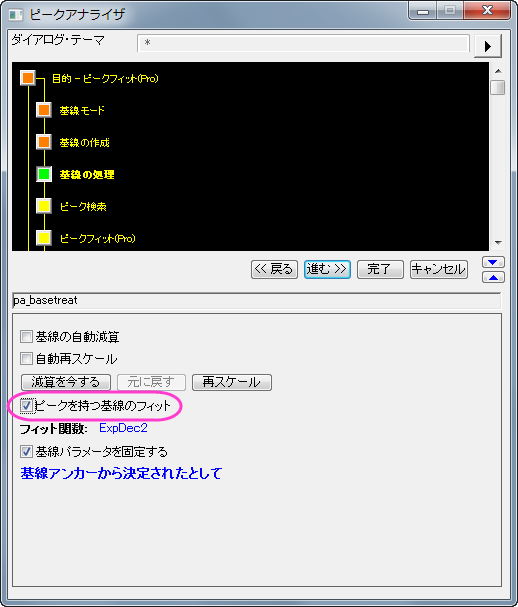 ピークアナライザ
ダイアログ・テーマ *
目的 - ピークフィット(Pro)
基線モード
基線の作成
基線の処理
ピーク検索
ピークフィット(Pro)
<< 戻る 進む >> 完了 キャンセル
pa_basetreat
基線の自動減算
自動再スケール
減算を今する 元に戻す 再スケール
ピークを持つ基線のフィット
フィット関数: ExpDec2
基線パラメータを固定する
基線アンカーから決定されたとして